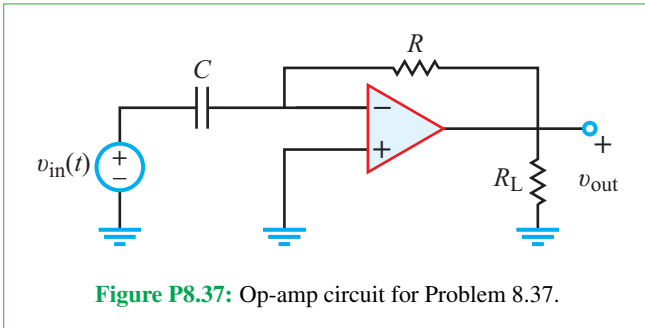 R
C
υin(t)
+
−
−
+
+
RL
υout
Figure P8.37: Op-amp circuit for Problem 8.37.